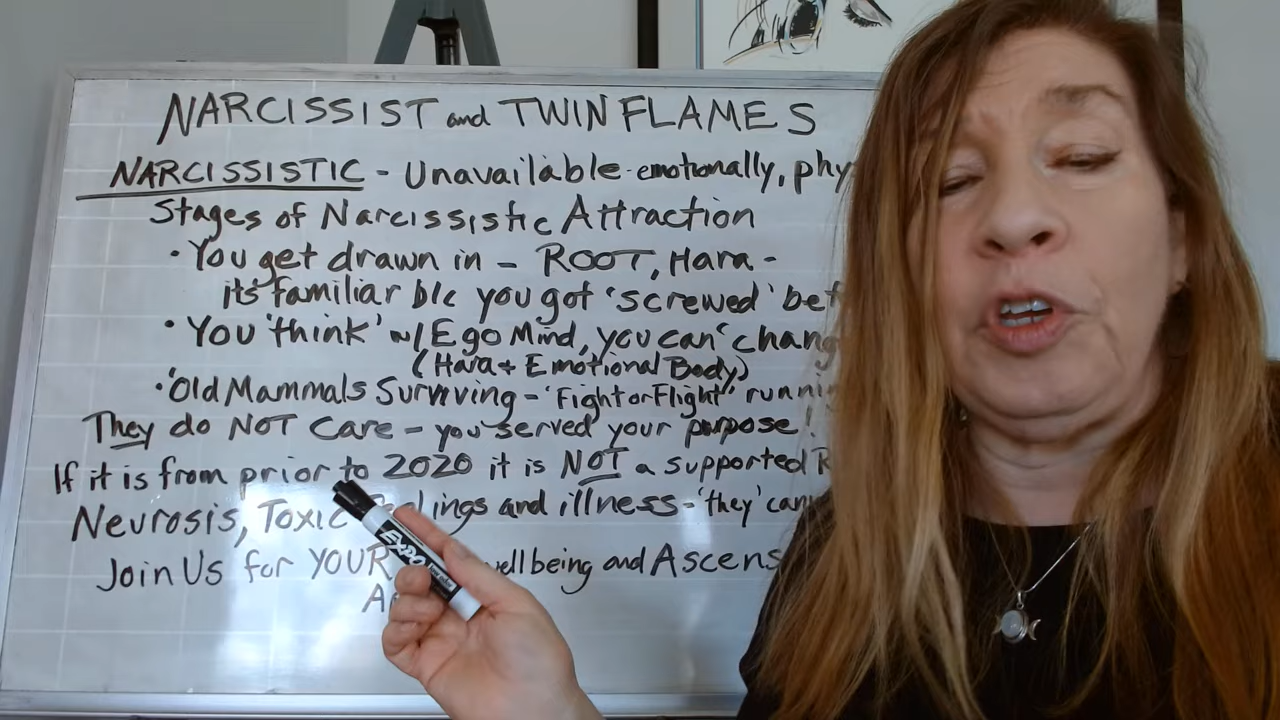 NARCISSIST and TWIN FLAMES
NARCISSISTIC - Unavailable - emotionally, phy
Stages of Narcissistic Attraction
• You get drawn in - ROOT, Hara -
it's familiar b/c you got 'screwed' bef
• You 'think' w/ Ego Mind, you can 'chang
(Hara + Emotional Body)
• 'Old Mammals Surviving - 'Fight or Flight" runni
They do NOT care - you served your purpose!
If it is from prior to 2020 it is NOT a supported R
Neurosis, Toxic lings and illness - 'they' can
Join Us for YOUR wellbeing and Ascens
EXPO